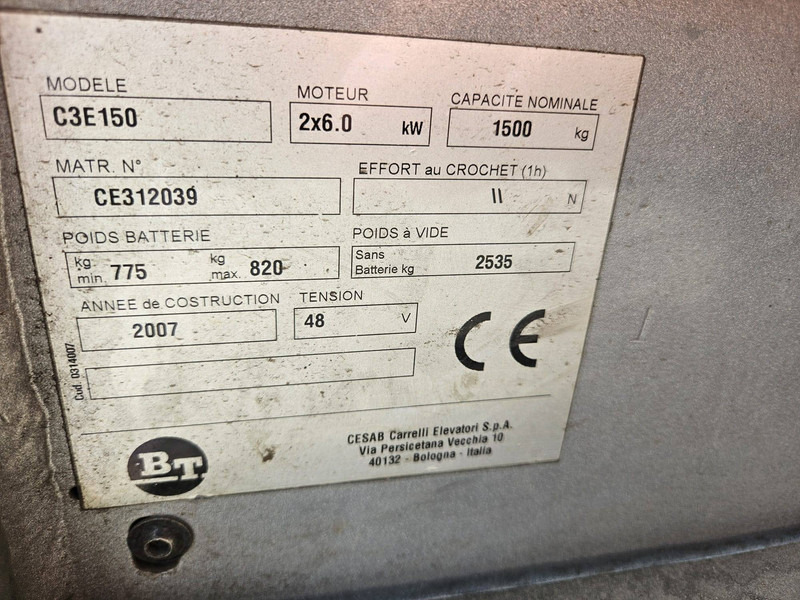 MODELE
C3E150
MOTEUR
2x6.0 kW
CAPACITE NOMINALE
1500 kg
MATR. N°
CE312039
EFFORT au CROCHET (1h)
\\ N
POIDS BATTERIE
kg min. 775 kg max. 820
POIDS à VIDE
Sans
Batterie kg 2535
ANNEE de COSTRUCTION
2007
TENSION
48 V
CE
Cod. 0314007
BT
CESAB Carrelli Elevatori S.p.A.
Via Persicetana Vecchia 10
40132 - Bologna - Italia